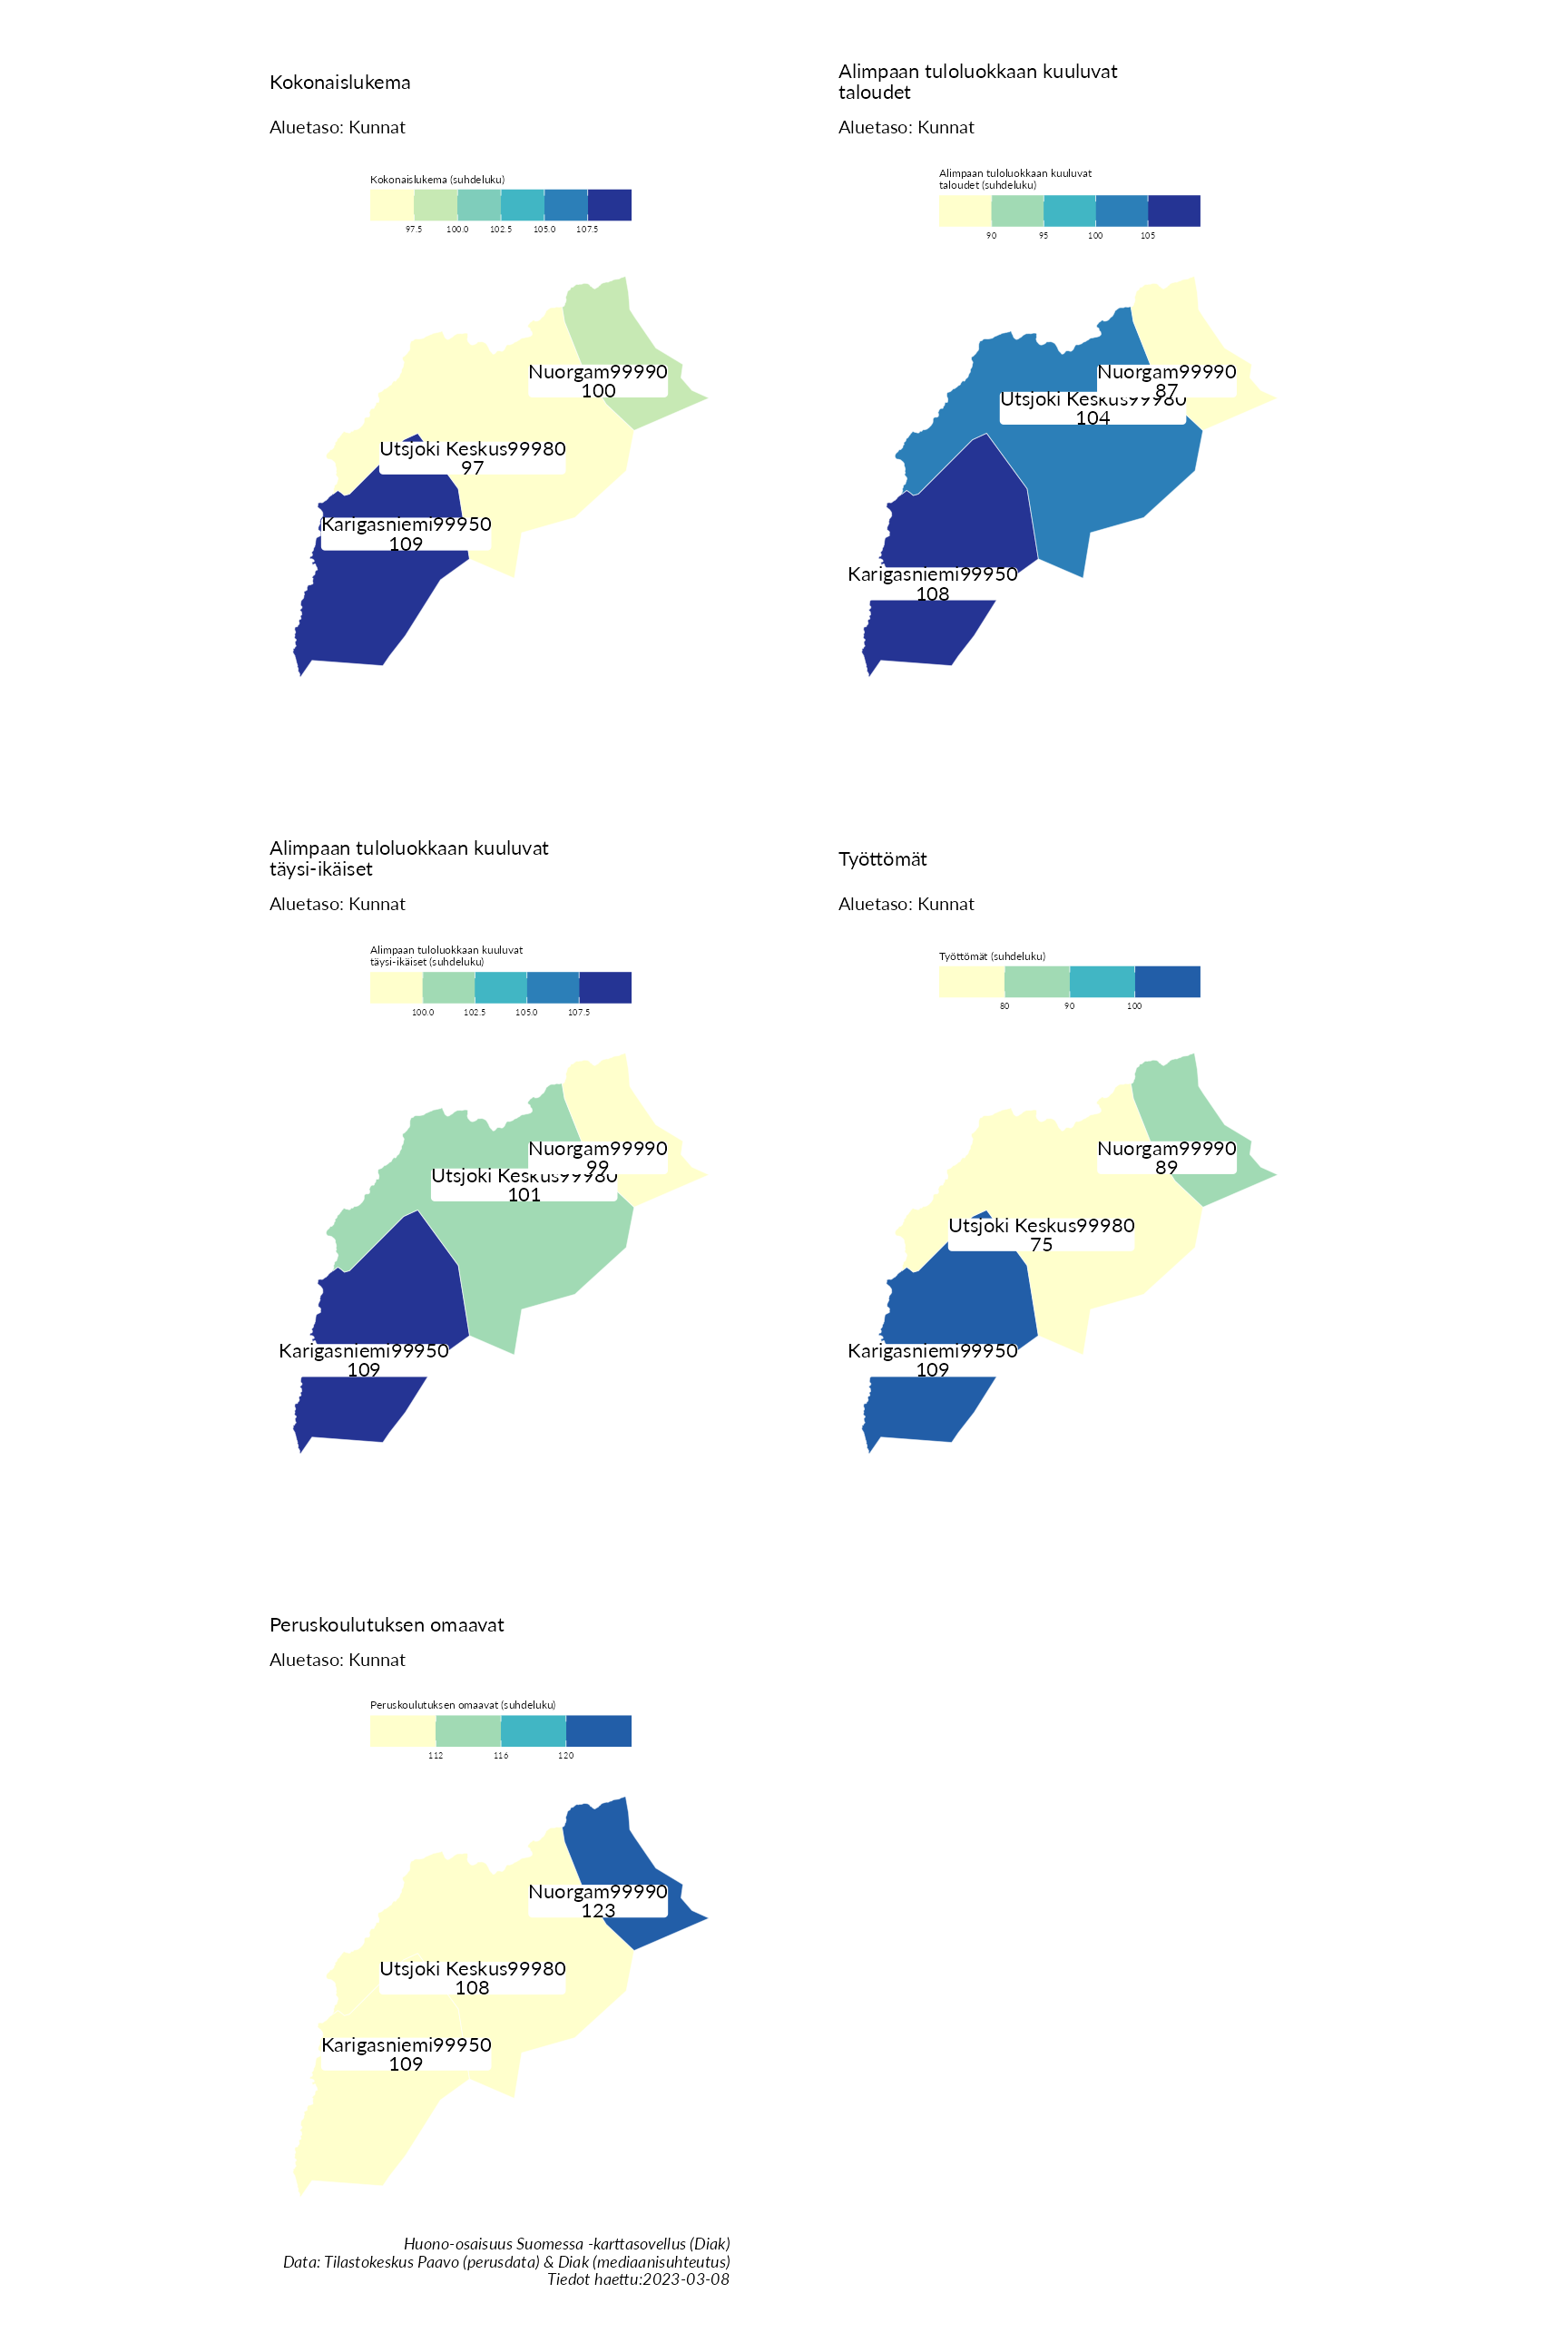 Kokonaislukema
Aluetaso: Kunnat
Kokonaislukema (suhdeluku)
97.5 100.0 102.5 105.0 107.5
Nuorgam99990
100
Utsjoki Keskus99980
97
Karigasniemi99950
109
Alimpaan tuloluokkaan kuuluvat
taloudet
Aluetaso: Kunnat
Alimpaan tuloluokkaan kuuluvat
taloudet (suhdeluku)
90 95 100 105
Nuorgam99990
87
Utsjoki Keskus99980
104
Karigasniemi99950
108
Alimpaan tuloluokkaan kuuluvat
täysi-ikäiset
Aluetaso: Kunnat
Alimpaan tuloluokkaan kuuluvat
täysi-ikäiset (suhdeluku)
100.0 102.5 105.0 107.5
Nuorgam99990
99
Utsjoki Keskus99980
101
Karigasniemi99950
109
Työttömät
Aluetaso: Kunnat
Työttömät (suhdeluku)
80 90 100
Nuorgam99990
89
Utsjoki Keskus99980
75
Karigasniemi99950
109
Peruskoulutuksen omaavat
Aluetaso: Kunnat
Peruskoulutuksen omaavat (suhdeluku)
112 116 120
Nuorgam99990
123
Utsjoki Keskus99980
108
Karigasniemi99950
109
Huono-osaisuus Suomessa -karttasovellus (Diak)
Data: Tilastokeskus Paavo (perusdata) & Diak (mediaanisuhteutus)
Tiedot haettu:2023-03-08